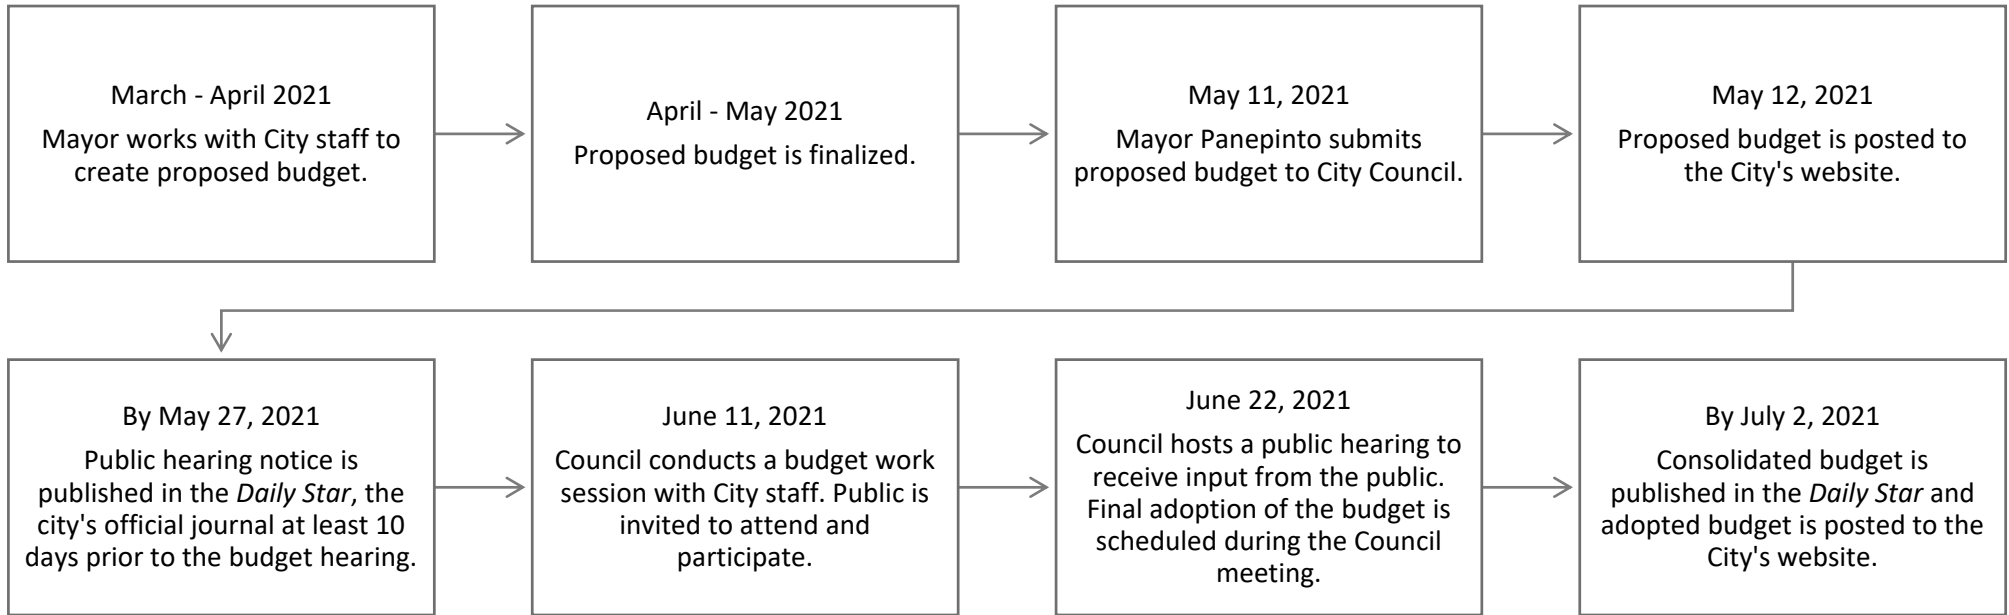 March - April 2021
Mayor works with City staff to
create proposed budget.
April - May 2021
Proposed budget is finalized.
May 11, 2021
Mayor Panepinto submits
proposed budget to City Council.
May 12, 2021
Proposed budget is posted to
the City's website.
By May 27, 2021
Public hearing notice is
published in the Daily Star, the
city's official journal at least 10
days prior to the budget hearing.
June 11, 2021
Council conducts a budget work
session with City staff. Public is
invited to attend and
participate.
June 22, 2021
Council hosts a public hearing to
receive input from the public.
Final adoption of the budget is
scheduled during the Council
meeting.
By July 2, 2021
Consolidated budget is
published in the Daily Star and
adopted budget is posted to the
City's website.